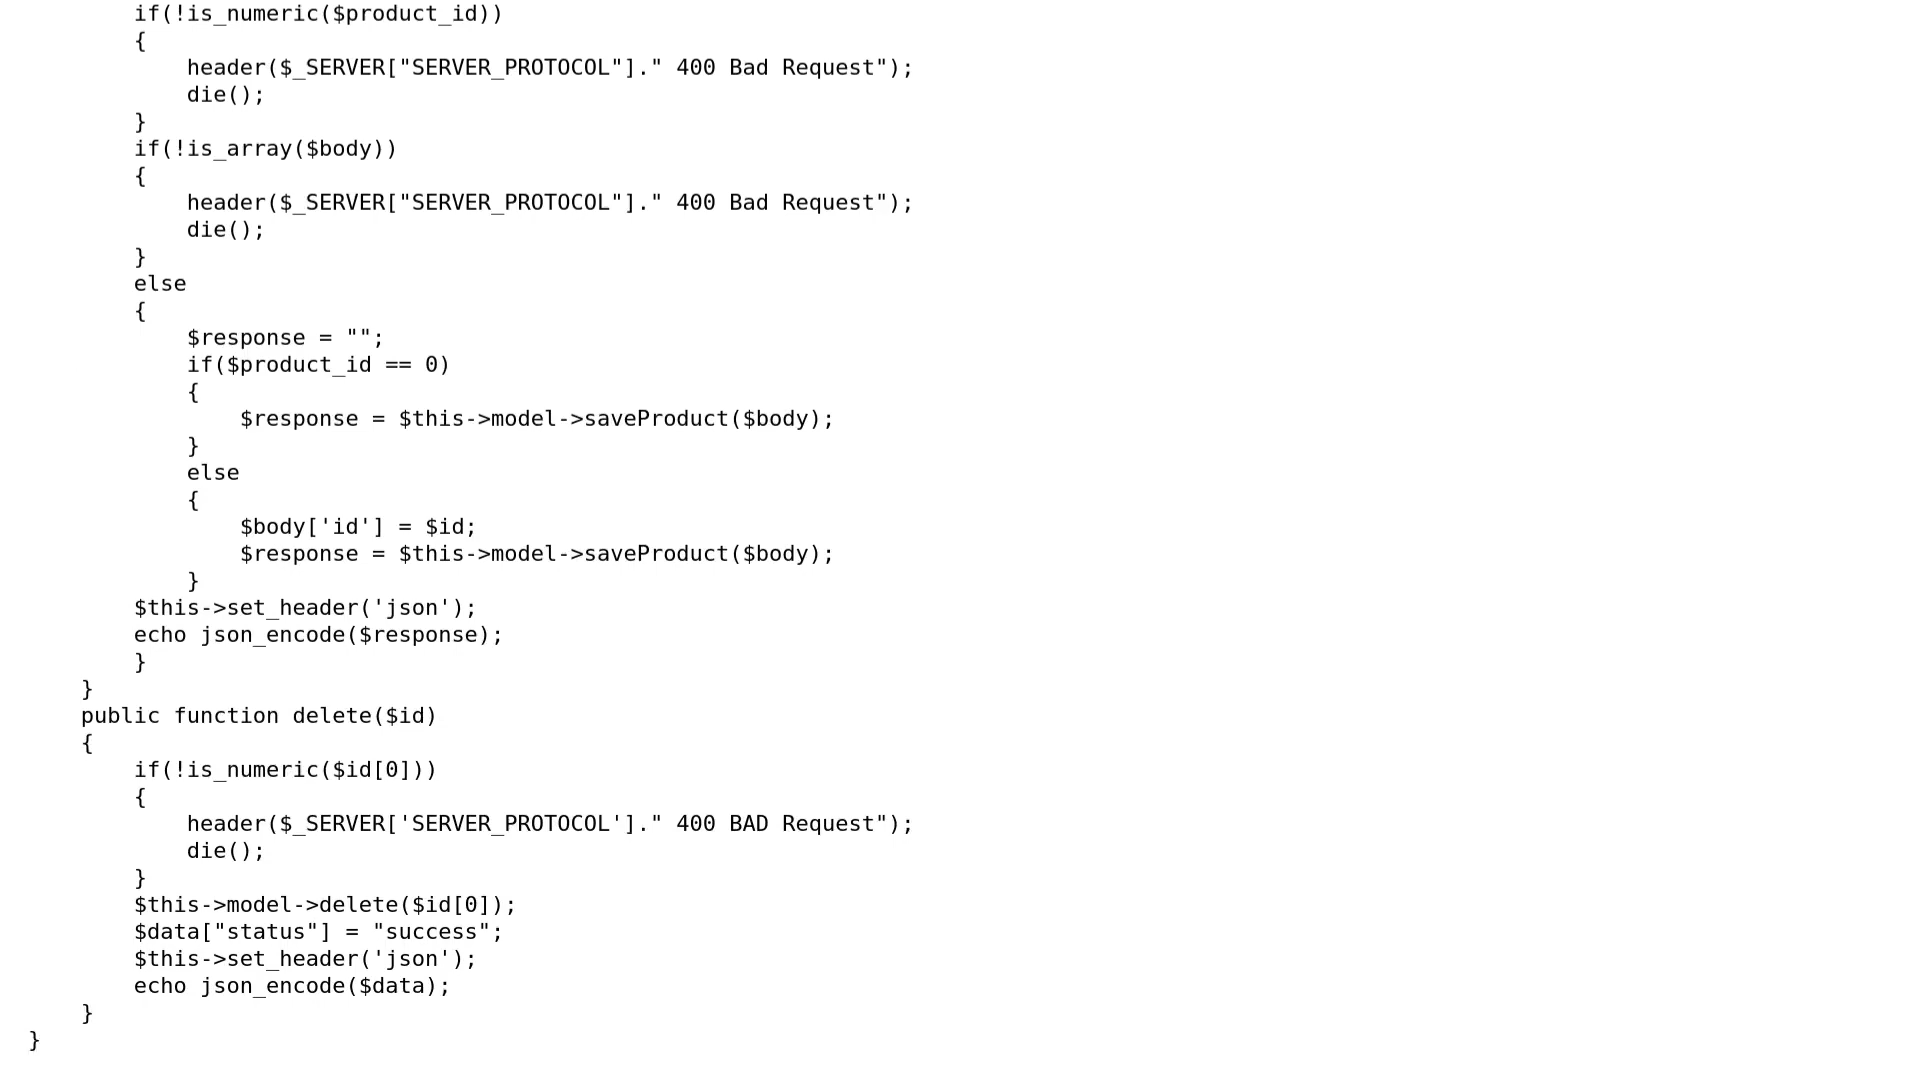 if(!is_numeric($product_id))
{
header($_SERVER["SERVER_PROTOCOL"]." 400 Bad Request");
die();
}
if(!is_array($body))
{
header($_SERVER["SERVER_PROTOCOL"]." 400 Bad Request");
die();
}
else
{
$response = "";
if($product_id == 0)
{
$response = $this->model->saveProduct($body);
}
else
{
$body['id'] = $id;
$response = $this->model->saveProduct($body);
}
$this->set_header('json');
echo json_encode($response);
}
}
public function delete($id)
{
if(!is_numeric($id[0]))
{
header($_SERVER['SERVER_PROTOCOL']." 400 BAD Request");
die();
}
$this->model->delete($id[0]);
$data["status"] = "success";
$this->set_header('json');
echo json_encode($data);
}
}